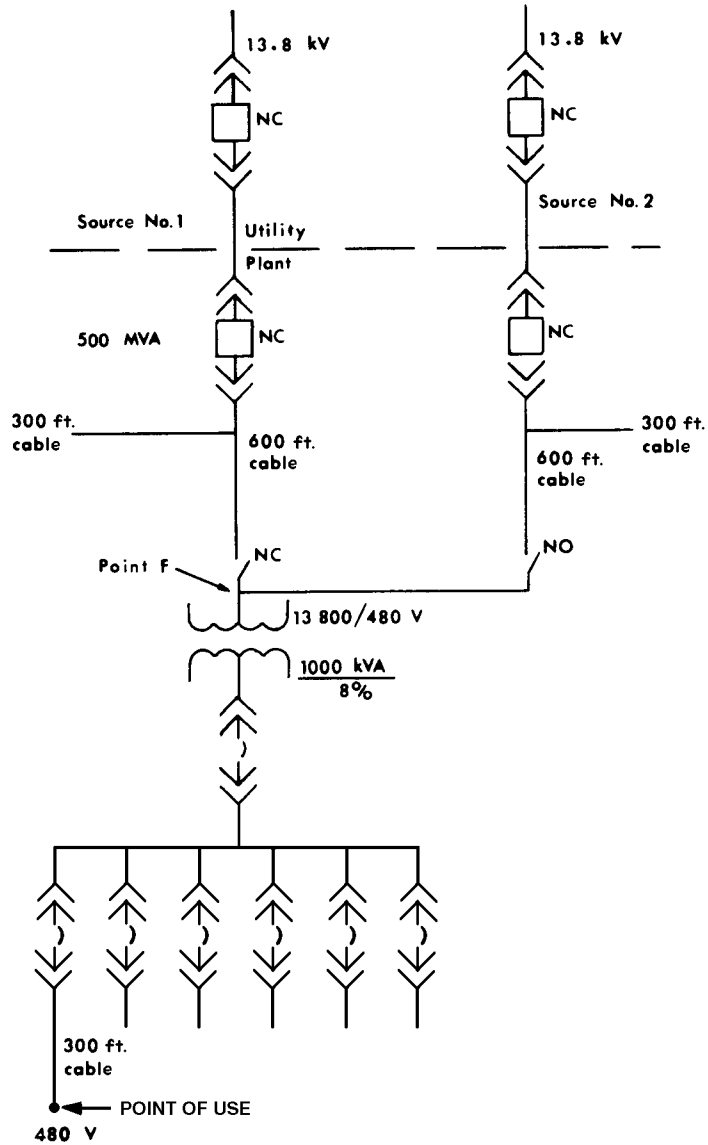 13.8 kV
13.8 kV
NC
NC
Source No.1
Utility
Source No.2
Plant
500 MVA
NC
NC
300 ft.
cable
600 ft.
cable
300 ft.
cable
600 ft.
cable
Point F
NC
NO
13 800/480 V
1000 kVA
8%
300 ft.
cable
POINT OF USE
480 V